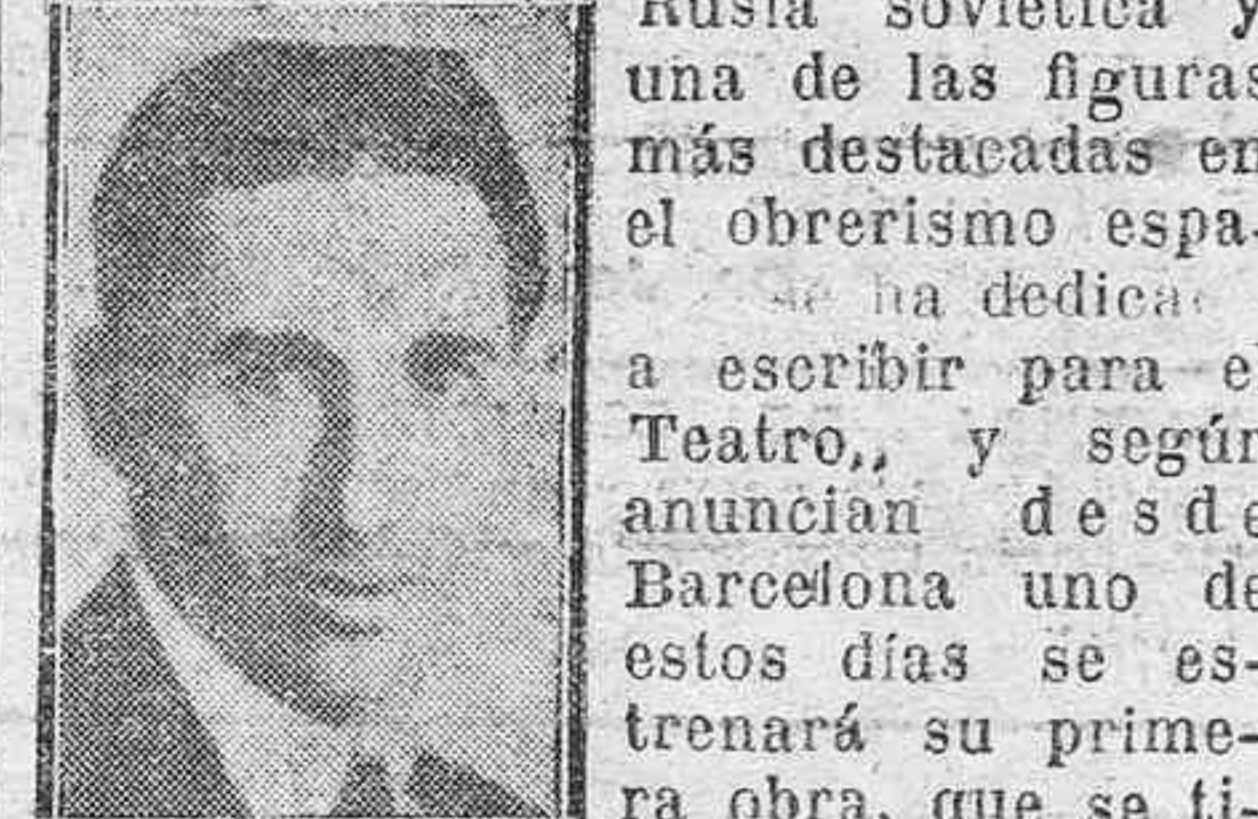 Rusia soviética y
una de las figuras
más destacadas en
el obrerismo espa-
se ha dedica
a escribir para el
Teatro,, y según
anuncian desde
Barcelona uno de
estos días se es-
trenará su prime-
ra obra, que se ti-